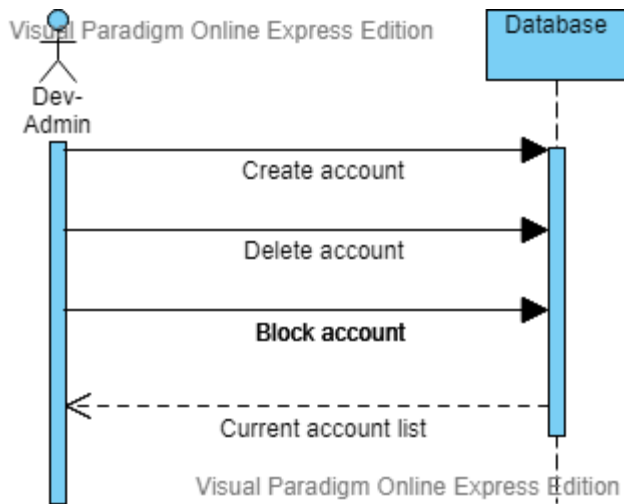 Visual Paradigm Online Express Edition
Database
Dev-
Admin
Create account
Delete account
Block account
Current account list
Visual Paradigm Online Express Edition